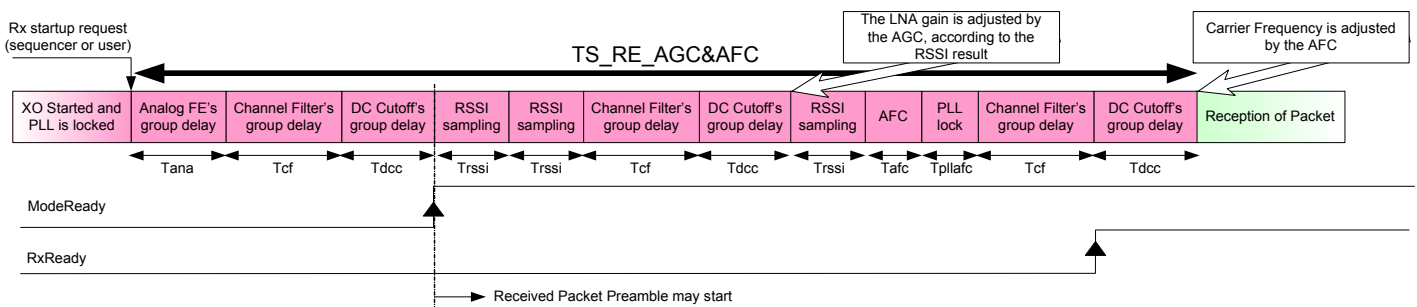 Rx startup request
(sequencer or user)
TS_RE_AGC&AFC
The LNA gain is adjusted by
the AGC, according to the
RSSI result
Carrier Frequency is adjusted
by the AFC
XO Started and
PLL is locked
Analog FE's
group delay
Channel Filter's
group delay
DC Cutoff's
group delay
RSSI
sampling
RSSI
sampling
Channel Filter's
group delay
DC Cutoff's
group delay
RSSI
sampling
AFC
PLL
lock
Channel Filter's
group delay
DC Cutoff's
group delay
Reception of Packet
Tana
Tcf
Tdcc
Trssi
Trssi
Tcf
Tdcc
Trssi
Tafc
Tpllafc
Tcf
Tdcc
ModeReady
RxReady
Received Packet Preamble may start